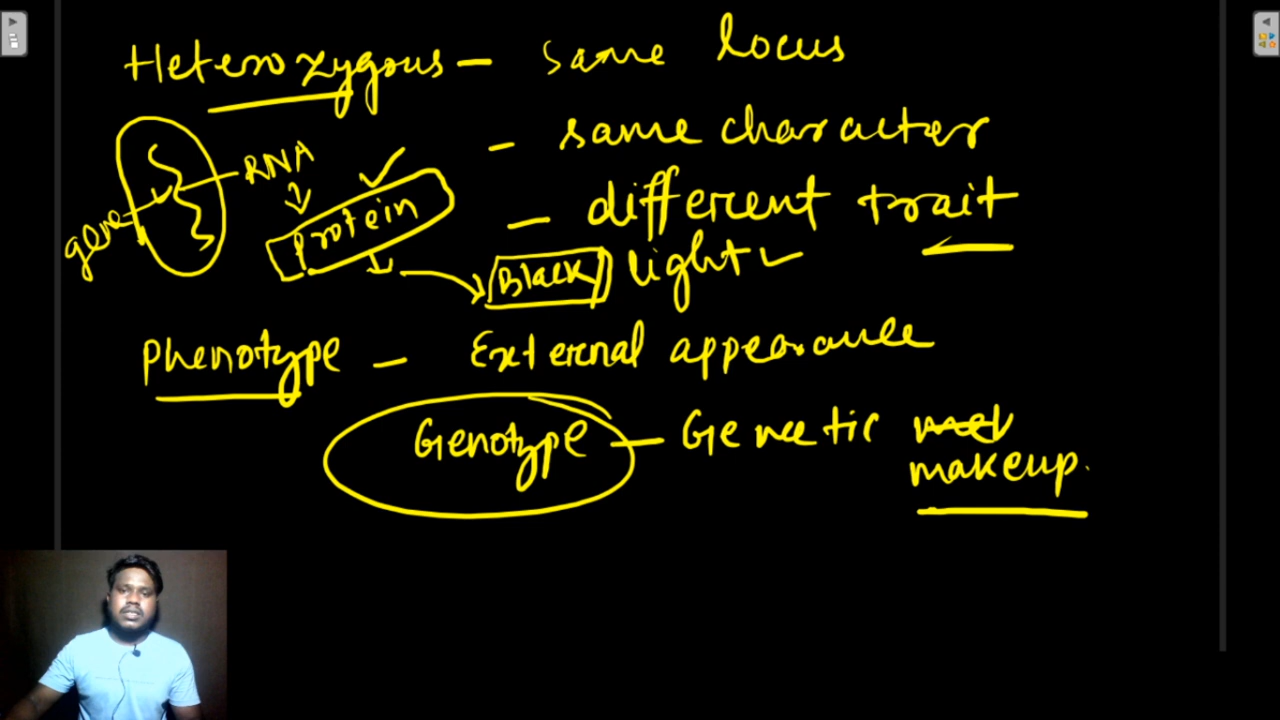 Heterozygous - same locus
- same character
RNA
gene
Protein
- different trait
Black light
Phenotype - External appearance
Genotype - Genetic
makeup.